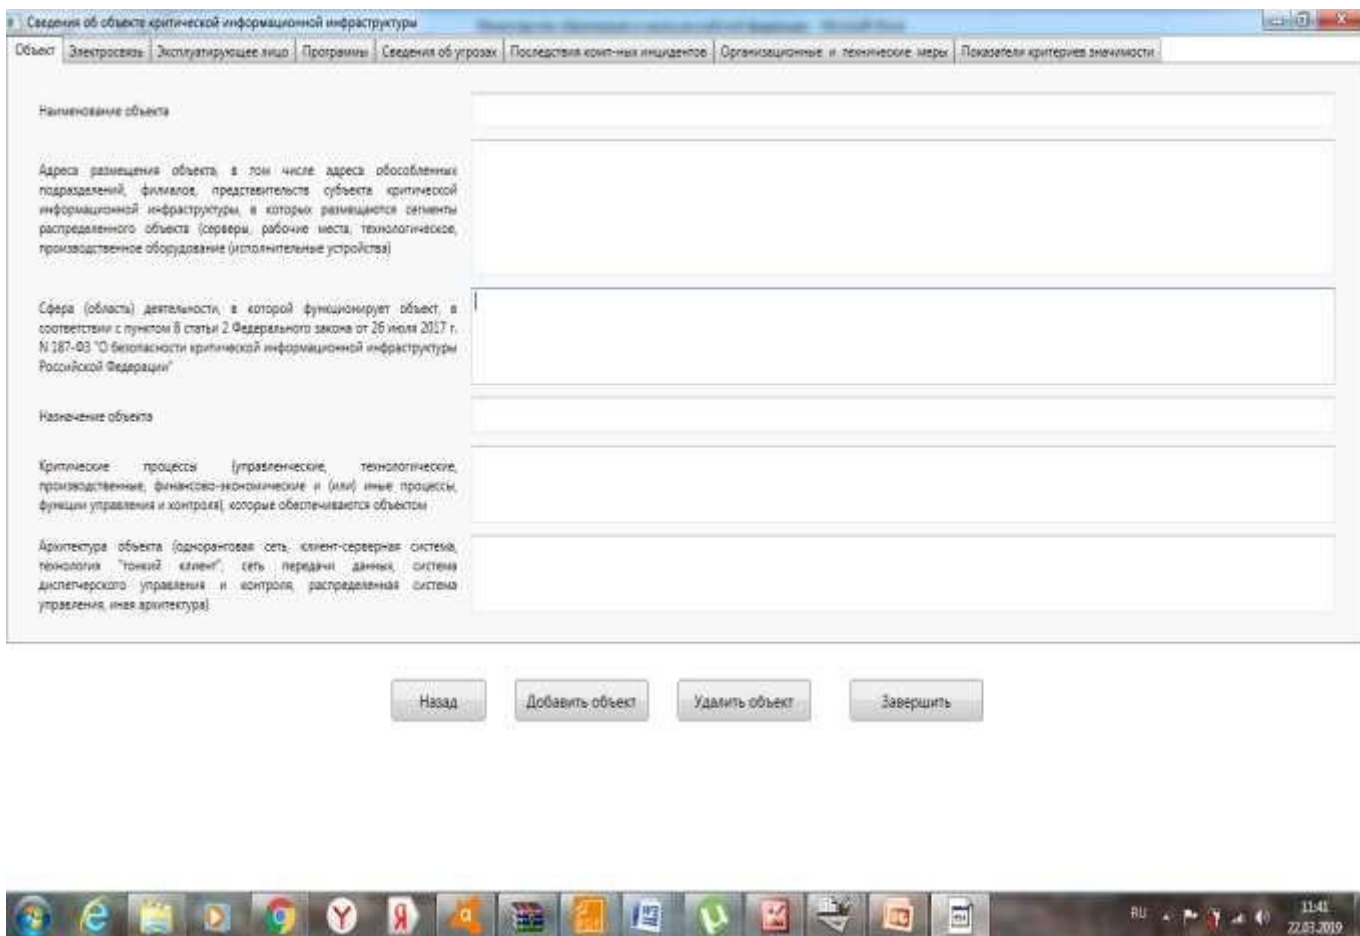 Сведения об объекте критической информационной инфраструктуры
Объект Электросвязь Эксплуатирующее лицо Программы Сведения об угрозах Последствия комп-ных инцидентов Организационные и технические меры Показатели критериев значимости
Наименование объекта
Адреса размещения объекта, в том числе адреса обособленных
подразделений, филиалов, представительств субъекта критической
информационной инфраструктуры, в которых размещаются сегменты
распределенного объекта (серверы, рабочие места, технологическое,
производственное оборудование (исполнительные устройства)
Сфера (область) деятельности, в которой функционирует объект, в
соответствии с пунктом 8 статьи 2 Федерального закона от 26 июля 2017 г.
N 187-ФЗ "О безопасности критической информационной инфраструктуры
Российской Федерации"
Назначение объекта
Критические процессы (управленческие, технологические,
производственные, финансово-экономические и (или) иные процессы,
функции управления и контроля), которые обеспечиваются объектом
Архитектура объекта (одноранговая сеть, клиент-серверная система,
технология "тонкий клиент", сеть передачи данных, система
диспетчерского управления и контроля, распределенная система
управления, иная архитектура)
Назад Добавить объект Удалить объект Завершить
RU 11:41
22.03.2019